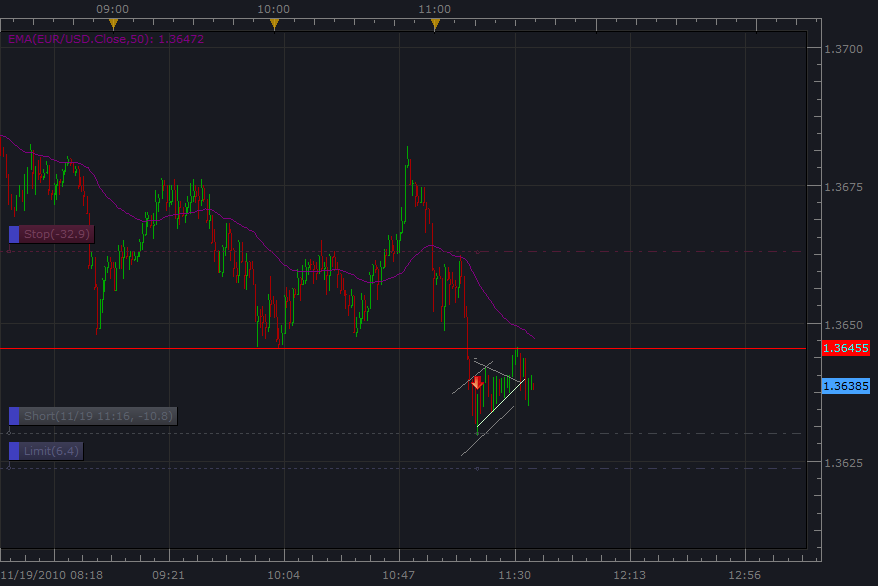 09:00 10:00 11:00
EMA(EUR/USD.Close,50): 1.36472
1.3700
1.3675
Stop(-32.9)
1.3650
1.36455
1.36385
Short(11/19 11:16, -10.8)
Limit(6.4)
1.3625
11/19/2010 08:18 09:21 10:04 10:47 11:30 12:13 12:56